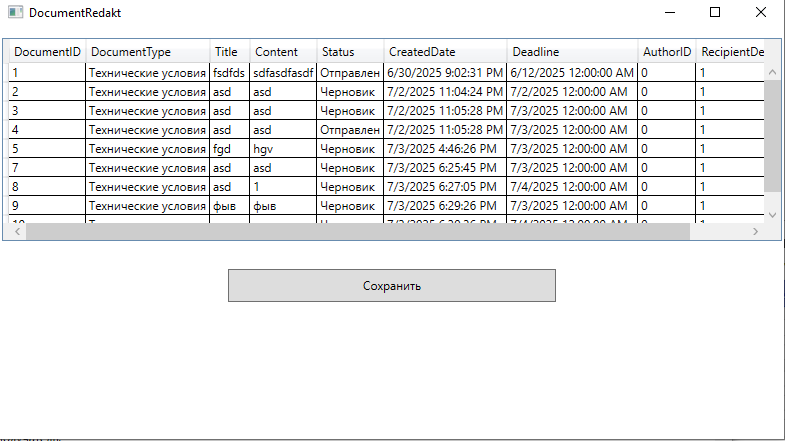 DocumentRedakt
DocumentID DocumentType Title Content Status CreatedDate Deadline AuthorID RecipientDe
1 Технические условия fsdfds sdfasdfasdf Отправлен 6/30/2025 9:02:31 PM 6/12/2025 12:00:00 AM 0 1
2 Технические условия asd asd Черновик 7/2/2025 11:04:24 PM 7/2/2025 12:00:00 AM 0 1
3 Технические условия asd asd Черновик 7/2/2025 11:05:28 PM 7/3/2025 12:00:00 AM 0 1
4 Технические условия asd asd Отправлен 7/2/2025 11:05:28 PM 7/3/2025 12:00:00 AM 0 1
5 Технические условия fgd hgv Черновик 7/3/2025 4:46:26 PM 7/3/2025 12:00:00 AM 0 1
7 Технические условия asd asd Черновик 7/3/2025 6:25:45 PM 7/3/2025 12:00:00 AM 0 1
8 Технические условия asd 1 Черновик 7/3/2025 6:27:05 PM 7/4/2025 12:00:00 AM 0 1
9 Технические условия фыв фыв Черновик 7/3/2025 6:29:26 PM 7/3/2025 12:00:00 AM 0 1
Сохранить